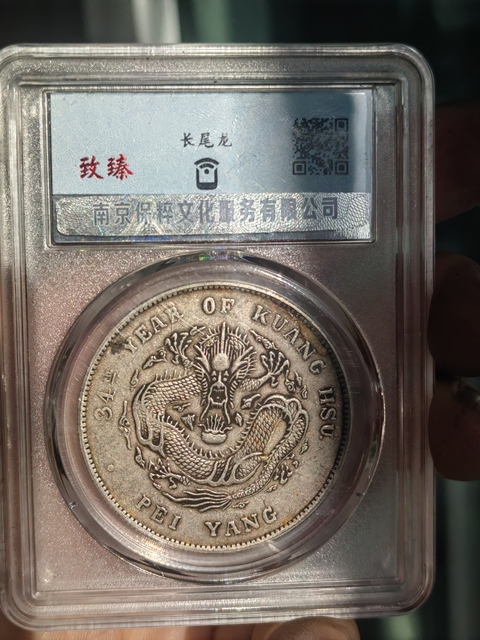 长尾龙
玫臻
南京保粹文化服务有限公司
34TH YEAR OF KUANG HSU
PEI YANG